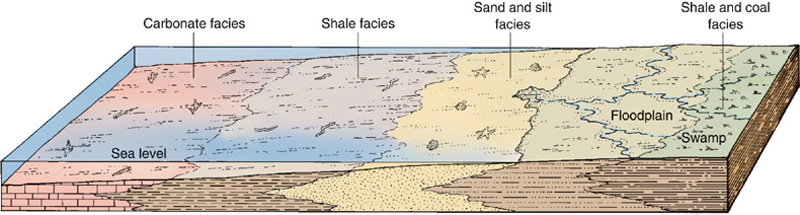 Carbonate facies
Shale facies
Sand and silt
facies
Shale and coal
facies
Floodplain
Swamp
Sea level